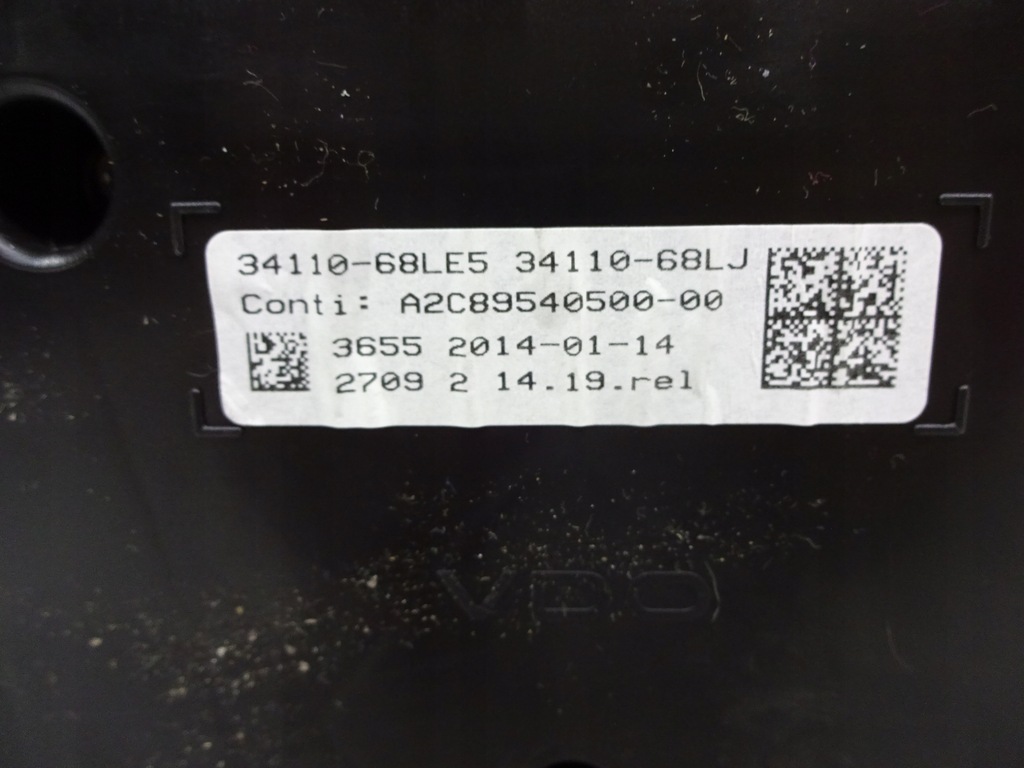 34110-68LE5 34110-68LJ
Conti: A2C89540500-00
3655 2014-01-14
2709 2 14.19.rel
VDO